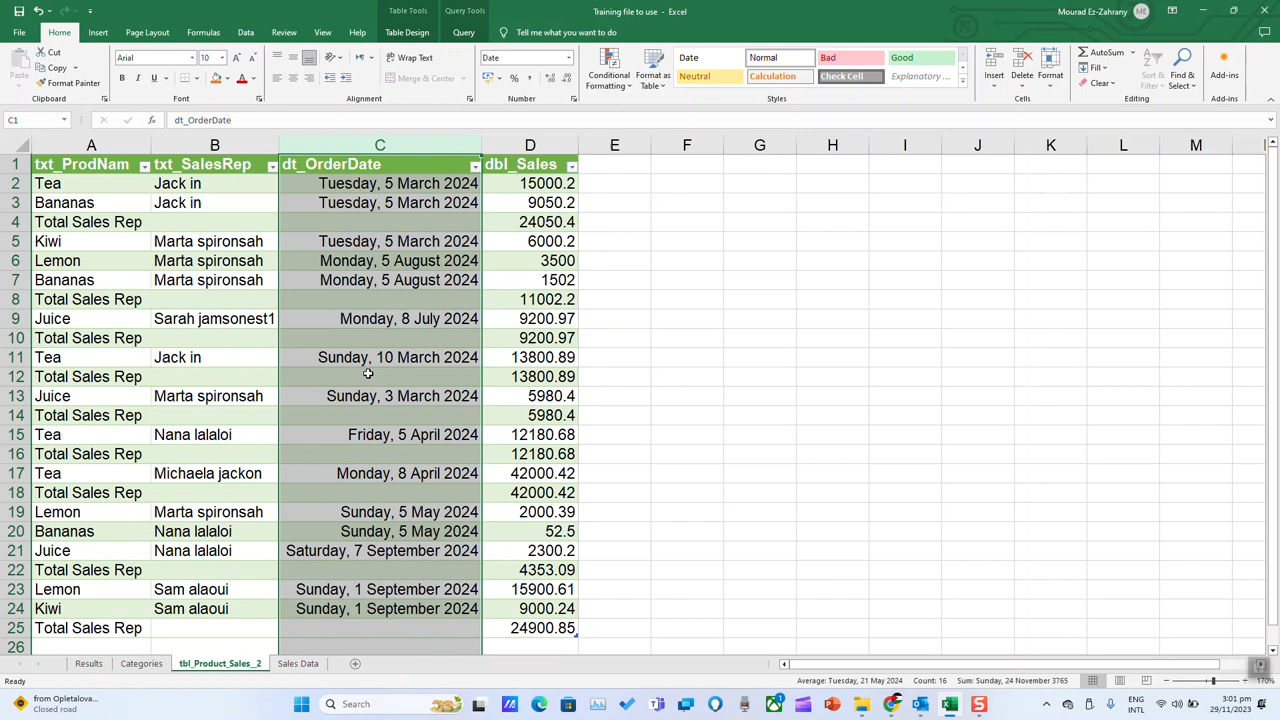 Table Tools
Query Tools
Training file to use - Excel
Mourad Ez-Zahrany
ME
File
Home
Insert
Page Layout
Formulas
Data
Review
View
Help
Table Design
Query
Tell me what you want to do
Paste
Cut
Copy
Format Painter
Clipboard
Arial
10
B I U
Font
Wrap Text
Merge & Center
Alignment
Date
Number
Conditional Formatting
Format as Table
Date
Normal
Bad
Good
Neutral
Calculation
Check Cell
Explanatory ...
Styles
Insert
Delete
Format
Cells
AutoSum
Fill
Clear
Sort & Filter
Find & Select
Editing
Add-ins
Add-ins
C1
dt_OrderDate
A B C D E F G H I J K L M
1 txt_ProdNam txt_SalesRep dt_OrderDate dbl_Sales
2 Tea Jack in Tuesday, 5 March 2024 15000.2
3 Bananas Jack in Tuesday, 5 March 2024 9050.2
4 Total Sales Rep 24050.4
5 Kiwi Marta spironsah Tuesday, 5 March 2024 6000.2
6 Lemon Marta spironsah Monday, 5 August 2024 3500
7 Bananas Marta spironsah Monday, 5 August 2024 1502
8 Total Sales Rep 11002.2
9 Juice Sarah jamsonest1 Monday, 8 July 2024 9200.97
10 Total Sales Rep 9200.97
11 Tea Jack in Sunday, 10 March 2024 13800.89
12 Total Sales Rep 13800.89
13 Juice Marta spironsah Sunday, 3 March 2024 5980.4
14 Total Sales Rep 5980.4
15 Tea Nana lalaloi Friday, 5 April 2024 12180.68
16 Total Sales Rep 12180.68
17 Tea Michaela jackon Monday, 8 April 2024 42000.42
18 Total Sales Rep 42000.42
19 Lemon Marta spironsah Sunday, 5 May 2024 2000.39
20 Bananas Nana lalaloi Sunday, 5 May 2024 52.5
21 Juice Nana lalaloi Saturday, 7 September 2024 2300.2
22 Total Sales Rep 4353.09
23 Lemon Sam alaoui Sunday, 1 September 2024 15900.61
24 Kiwi Sam alaoui Sunday, 1 September 2024 9000.24
25 Total Sales Rep 24900.85
26
Results
Categories
tbl_Product_Sales_2
Sales Data
Ready
Average: Tuesday, 21 May 2024
Count: 16
Sum: Sunday, 24 November 3765
170%
from Opletalova...
Closed road
Search
ENG
INTL
3:01 pm
29/11/2023